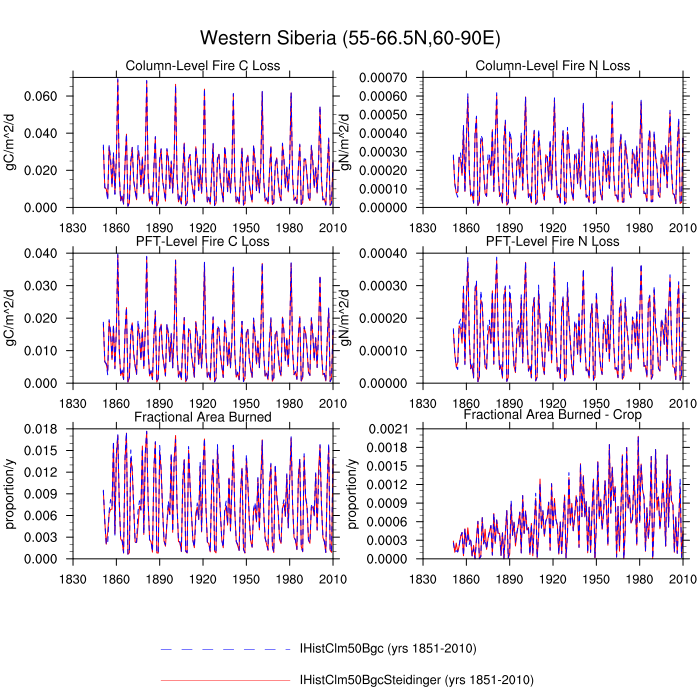 Western Siberia (55-66.5N,60-90E)
Column-Level Fire C Loss
gC/m^2/d
0.060
0.040
0.020
0.000
1830 1860 1890 1920 1950 1980 2010
Column-Level Fire N Loss
gN/m^2/d
0.00070
0.00060
0.00050
0.00040
0.00030
0.00020
0.00010
0.00000
1830 1860 1890 1920 1950 1980 2010
PFT-Level Fire C Loss
gC/m^2/d
0.040
0.030
0.020
0.010
0.000
1830 1860 1890 1920 1950 1980 2010
PFT-Level Fire N Loss
gN/m^2/d
0.00040
0.00030
0.00020
0.00010
0.00000
1830 1860 1890 1920 1950 1980 2010
Fractional Area Burned
proportion/y
0.018
0.015
0.012
0.009
0.006
0.003
0.000
1830 1860 1890 1920 1950 1980 2010
Fractional Area Burned - Crop
proportion/y
0.0021
0.0018
0.0015
0.0012
0.0009
0.0006
0.0003
0.0000
1830 1860 1890 1920 1950 1980 2010
IHistClm50Bgc (yrs 1851-2010)
IHistClm50BgcSteidinger (yrs 1851-2010)